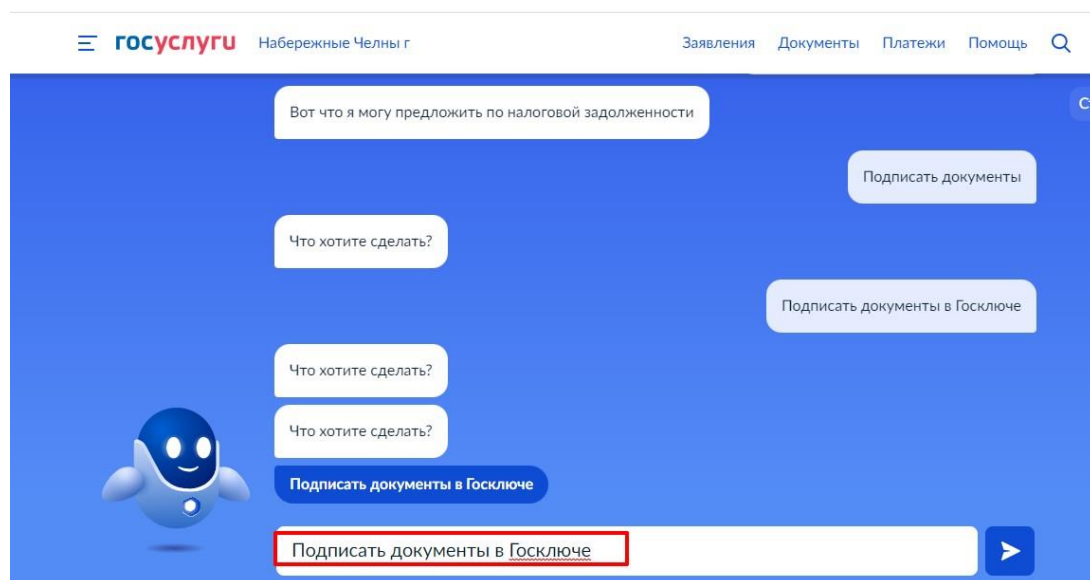 госуслуги Набережные Челны г Заявления Документы Платежи Помощь
Вот что я могу предложить по налоговой задолженности
Подписать документы
Что хотите сделать?
Подписать документы в Госключе
Что хотите сделать?
Что хотите сделать?
Подписать документы в Госключе
Подписать документы в Госключе